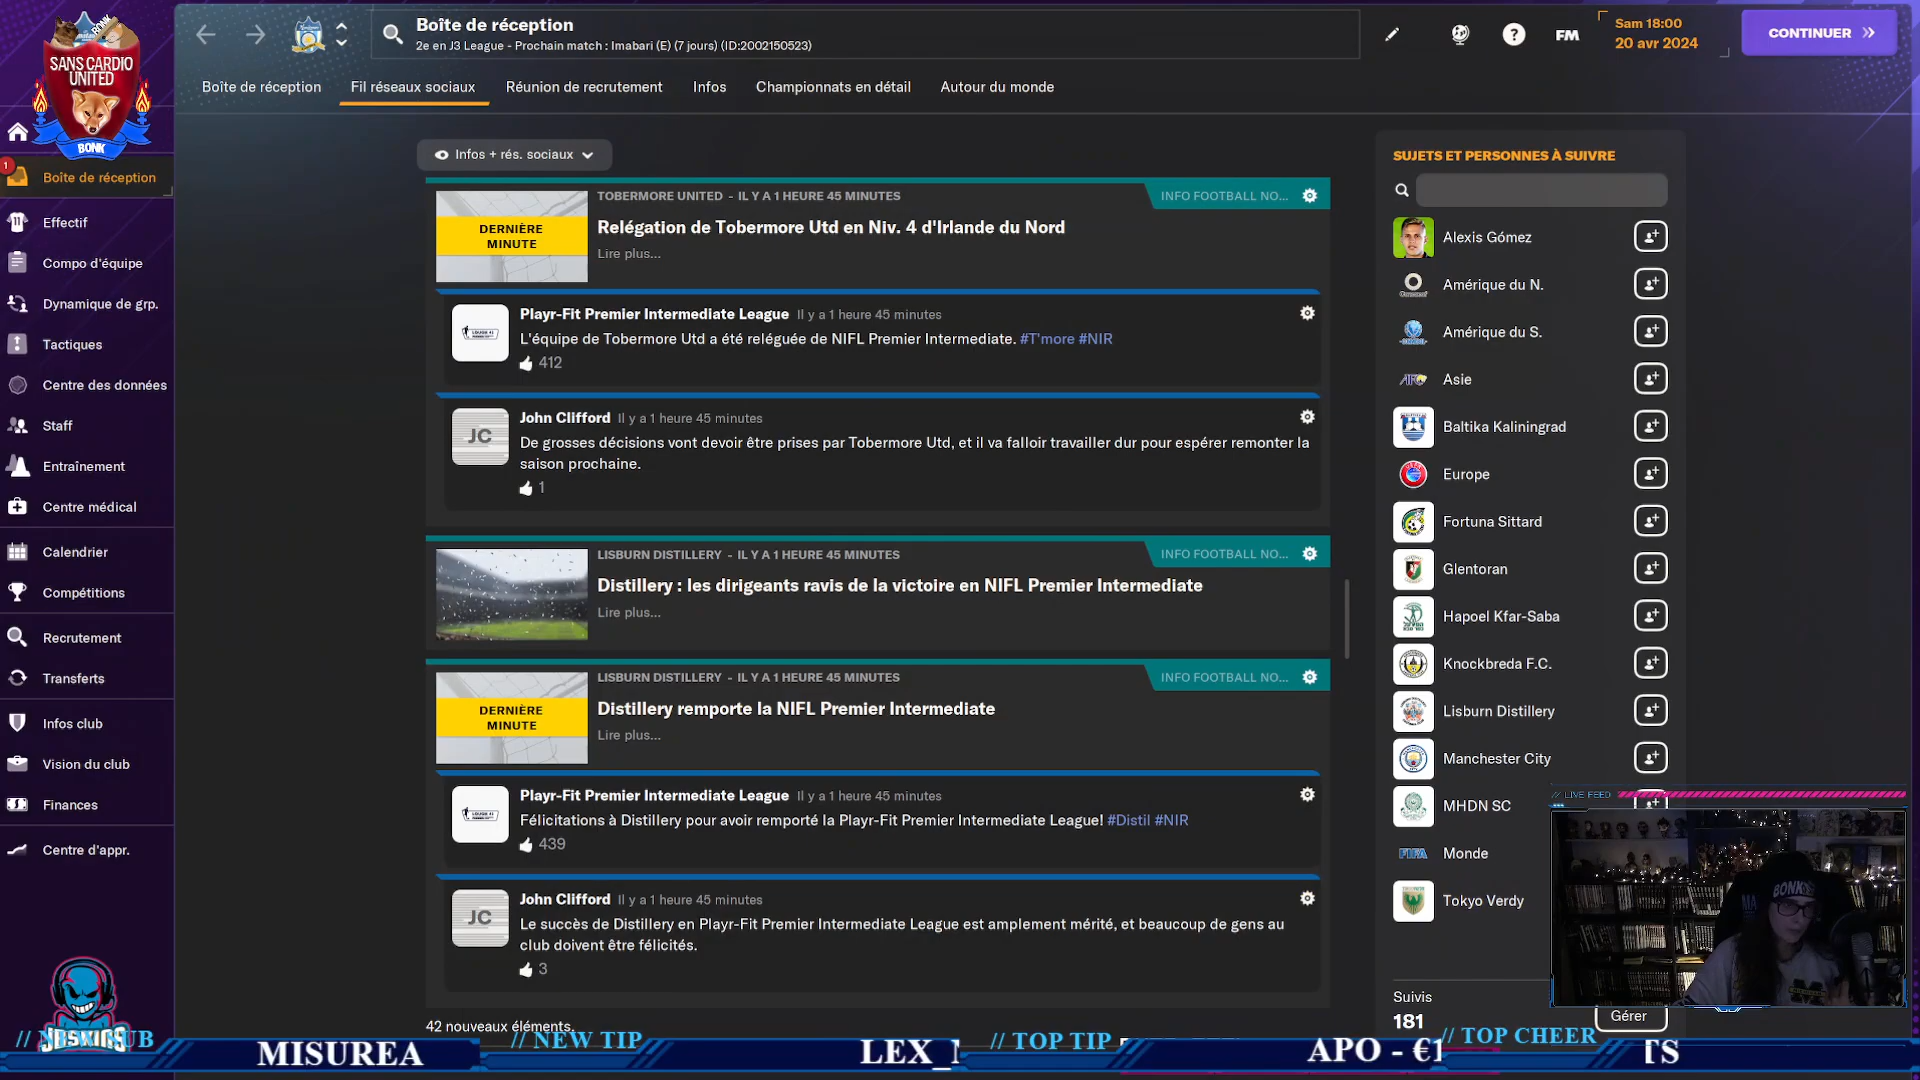 Boîte de réception
2e en J3 League - Prochain match : Imabari (E) (7 jours) (ID:2002150523)
FM
Sam 18:00
20 avr 2024
CONTINUER
BONK
SANS CARDIO
UNITED
BONK
Boîte de réception
Fil réseaux sociaux
Réunion de recrutement
Infos
Championnats en détail
Autour du monde
1
Boîte de réception
Effectif
Compo d'équipe
Dynamique de grp.
Tactiques
Centre des données
Staff
Entraînement
Centre médical
Calendrier
Compétitions
Recrutement
Transferts
Infos club
Vision du club
Finances
Centre d'appr.
Infos + rés. sociaux
TOBERMORE UNITED - IL Y A 1 HEURE 45 MINUTES
INFO FOOTBALL NO...
DERNIÈRE
MINUTE
Relégation de Tobermore Utd en Niv. 4 d'Irlande du Nord
Lire plus...
Playr-Fit Premier Intermediate League Il y a 1 heure 45 minutes
L'équipe de Tobermore Utd a été reléguée de NIFL Premier Intermediate. #T'more #NIR
412
JC
John Clifford Il y a 1 heure 45 minutes
De grosses décisions vont devoir être prises par Tobermore Utd, et il va falloir travailler dur pour espérer remonter la
saison prochaine.
1
LISBURN DISTILLERY - IL Y A 1 HEURE 45 MINUTES
INFO FOOTBALL NO...
Distillery : les dirigeants ravis de la victoire en NIFL Premier Intermediate
Lire plus...
LISBURN DISTILLERY - IL Y A 1 HEURE 45 MINUTES
INFO FOOTBALL NO...
DERNIÈRE
MINUTE
Distillery remporte la NIFL Premier Intermediate
Lire plus...
Playr-Fit Premier Intermediate League Il y a 1 heure 45 minutes
Félicitations à Distillery pour avoir remporté la Playr-Fit Premier Intermediate League! #Distil #NIR
439
JC
John Clifford Il y a 1 heure 45 minutes
Le succès de Distillery en Playr-Fit Premier Intermediate League est amplement mérité, et beaucoup de gens au
club doivent être félicités.
3
42 nouveaux éléments.
SUJETS ET PERSONNES À SUIVRE
Alexis Gómez
Amérique du N.
Amérique du S.
Asie
Baltika Kaliningrad
Europe
Fortuna Sittard
Glentoran
Hapoel Kfar-Saba
Knockbreda F.C.
Lisburn Distillery
Manchester City
MHDN SC
FIFA
Monde
Tokyo Verdy
Suivis
181
Gérer
// LIVE FEED
BONK
// NEW SUB
MISUREA
// NEW TIP
LEX_
// TOP TIP
APO - €1
// TOP CHEER
TS